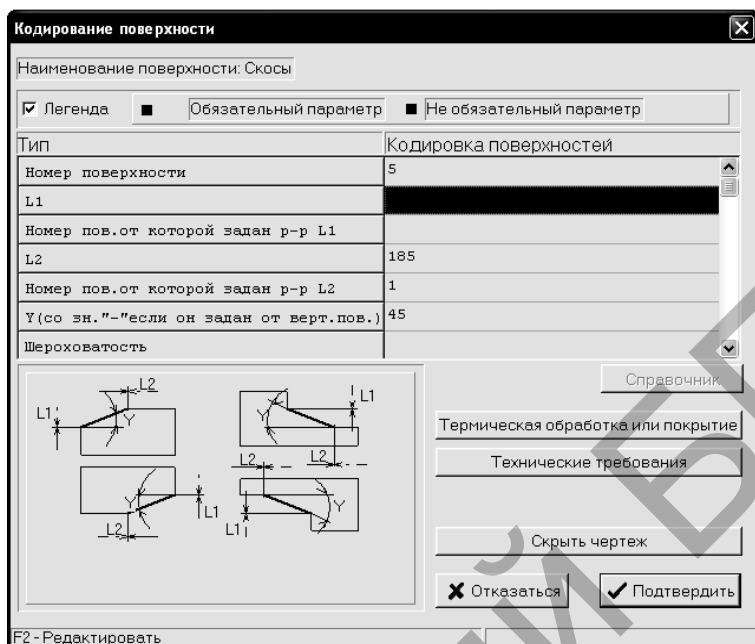 Кодирование поверхности
Наименование поверхности: Скосы
Легенда Обязательный параметр Не обязательный параметр
Тип Кодировка поверхностей
Номер поверхности 5
L1
Номер пов.от которой задан р-р L1
L2 185
Номер пов.от которой задан р-р L2 1
Y(со зн."-"если он задан от верт.пов.) 45
Шероховатость
Справочник
L2 L1
L1 Y Y
Термическая обработка или покрытие
L2 L2
Технические требования
Y L1 Y
L2 L1
Скрыть чертеж
Отказаться Подтвердить
F2 - Редактировать